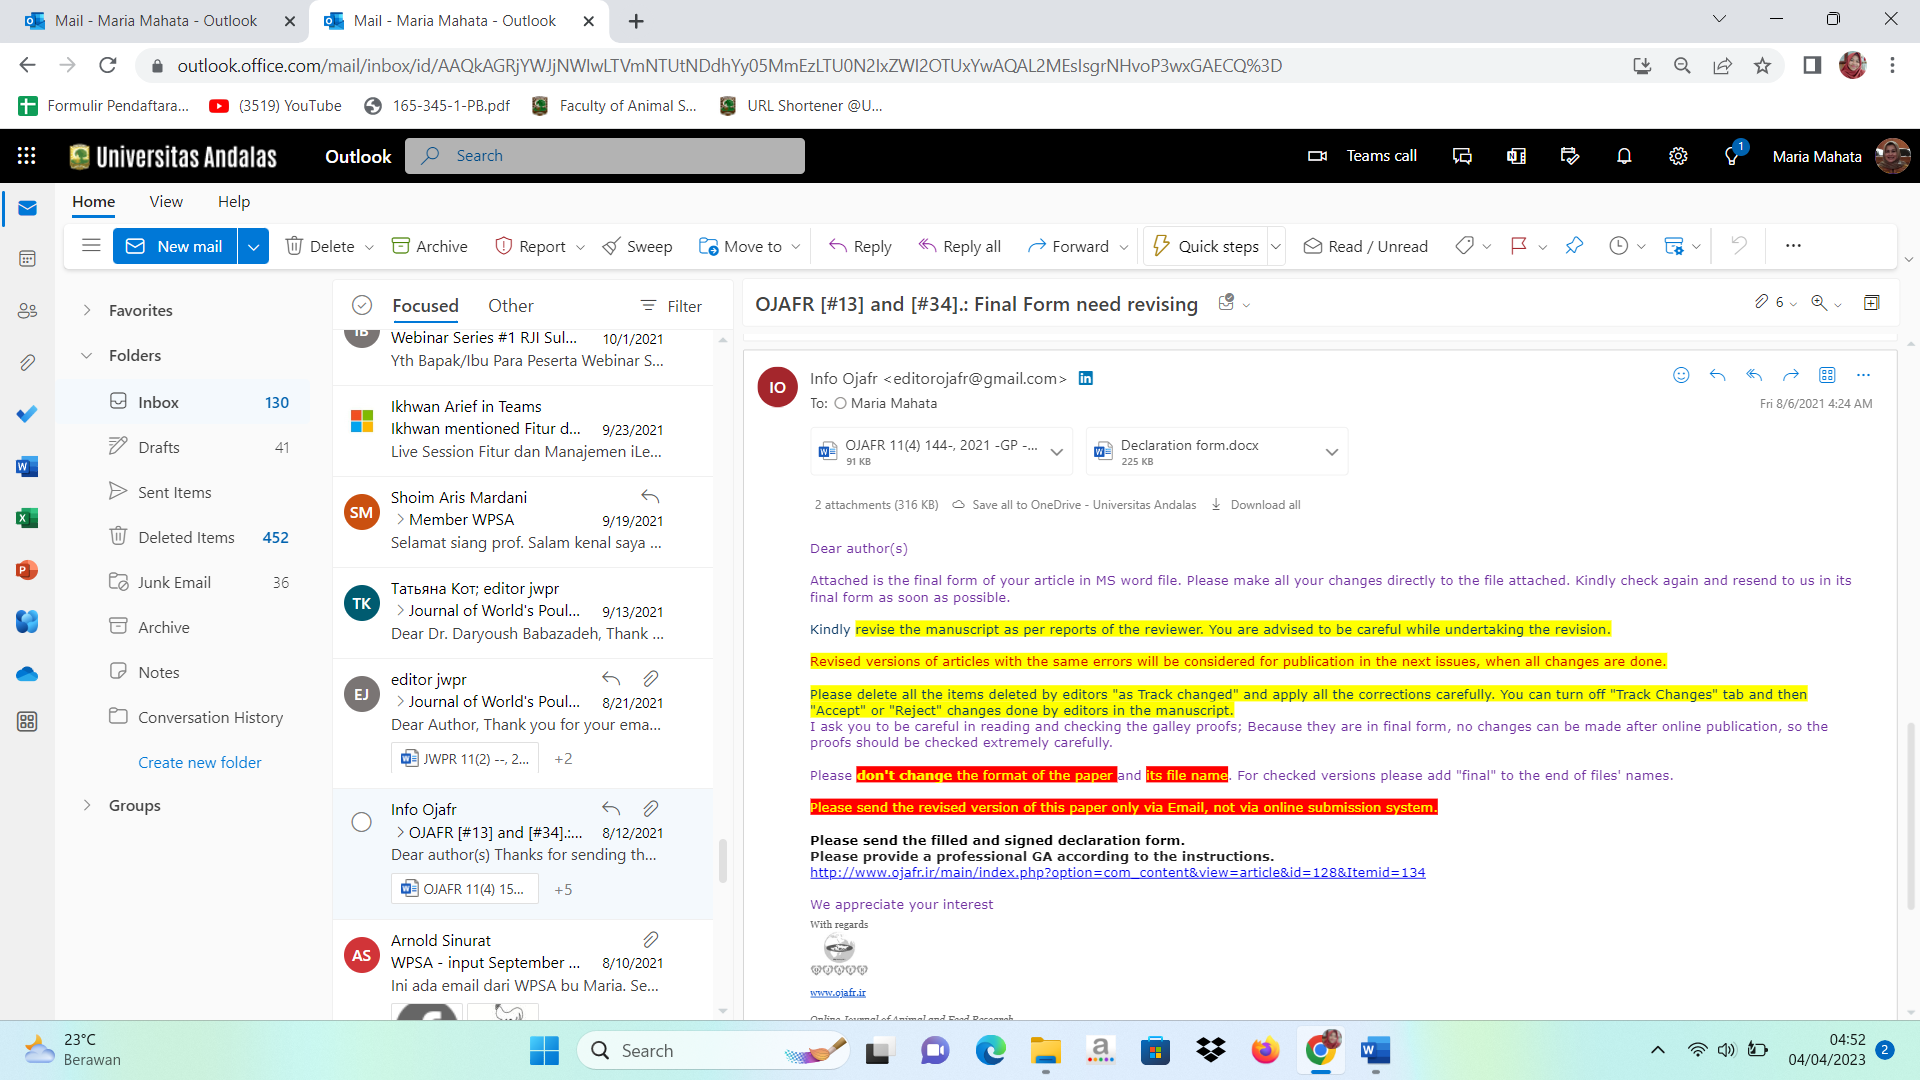 Mail - Maria Mahata - Outlook
Mail - Maria Mahata - Outlook
outlook.office.com/mail/inbox/id/AAQkAGRjYWJjNWIwLTVmNTUtNDdhYy05MmEzLTU0N2IxZWI2OTUxYwAQAL2MEsIsgrNHvoP3wxGAECQ%3D
Formulir Pendaftara...
(3519) YouTube
165-345-1-PB.pdf
Faculty of Animal S...
URL Shortener @U...
Universitas Andalas
Outlook
Search
Teams call
1
Maria Mahata
Home
View
Help
New mail
Delete
Archive
Report
Sweep
Move to
Reply
Reply all
Forward
Quick steps
Read / Unread
Favorites
Folders
Inbox 130
Drafts 41
Sent Items
Deleted Items 452
Junk Email 36
Archive
Notes
Conversation History
Create new folder
Groups
Focused
Other
Filter
IB
Webinar Series #1 RJI Sul... 10/1/2021
Yth Bapak/Ibu Para Peserta Webinar S...
Ikhwan Arief in Teams
Ikhwan mentioned Fitur d... 9/23/2021
Live Session Fitur dan Manajemen iLe...
SM
Shoim Aris Mardani
Member WPSA 9/19/2021
Selamat siang prof. Salam kenal saya ...
TK
Татьяна Кот; editor jwpr
Journal of World's Poul... 9/13/2021
Dear Dr. Daryoush Babazadeh, Thank ...
EJ
editor jwpr
Journal of World's Poul... 8/21/2021
Dear Author, Thank you for your ema...
JWPR 11(2) --, 2... +2
Info Ojafr
OJAFR [#13] and [#34].:... 8/12/2021
Dear author(s) Thanks for sending th...
OJAFR 11(4) 15... +5
AS
Arnold Sinurat
WPSA - input September ... 8/10/2021
Ini ada email dari WPSA bu Maria. Se...
OJAFR [#13] and [#34].: Final Form need revising
6
IO
Info Ojafr <editorojafr@gmail.com>
To: Maria Mahata
Fri 8/6/2021 4:24 AM
OJAFR 11(4) 144-, 2021 -GP -...
91 KB
Declaration form.docx
225 KB
2 attachments (316 KB) Save all to OneDrive - Universitas Andalas Download all
Dear author(s)
Attached is the final form of your article in MS word file. Please make all your changes directly to the file attached. Kindly check again and resend to us in its
final form as soon as possible.
Kindly revise the manuscript as per reports of the reviewer. You are advised to be careful while undertaking the revision.
Revised versions of articles with the same errors will be considered for publication in the next issues, when all changes are done.
Please delete all the items deleted by editors "as Track changed" and apply all the corrections carefully. You can turn off "Track Changes" tab and then
"Accept" or "Reject" changes done by editors in the manuscript.
I ask you to be careful in reading and checking the galley proofs; Because they are in final form, no changes can be made after online publication, so the
proofs should be checked extremely carefully.
Please don't change the format of the paper and its file name. For checked versions please add "final" to the end of files' names.
Please send the revised version of this paper only via Email, not via online submission system.
Please send the filled and signed declaration form.
Please provide a professional GA according to the instructions.
http://www.ojafr.ir/main/index.php?option=com_content&view=article&id=128&Itemid=134
We appreciate your interest
With regards
www.ojafr.ir
Online Journal of Animal and Feed Research
23°C
Berawan
Search
04:52
04/04/2023
2